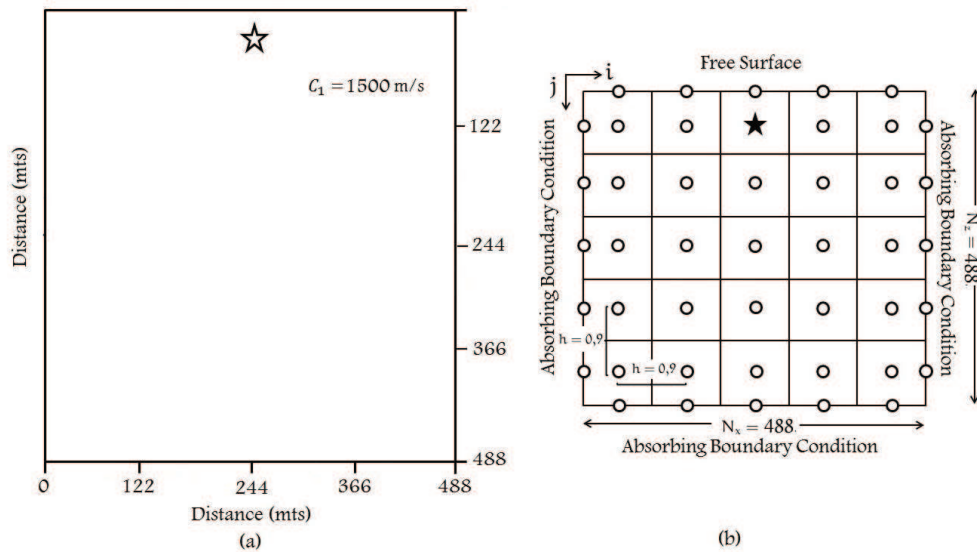 C₁ = 1500 m/s
122
244
366
488
Distance (mts)
0
122
244
366
488
Distance (mts)
(a)
Free Surface
i
j
Absorbing Boundary Condition
Absorbing Boundary Condition
N_z = 488.
h = 0,9
h = 0,9
N_x = 488.
Absorbing Boundary Condition
(b)